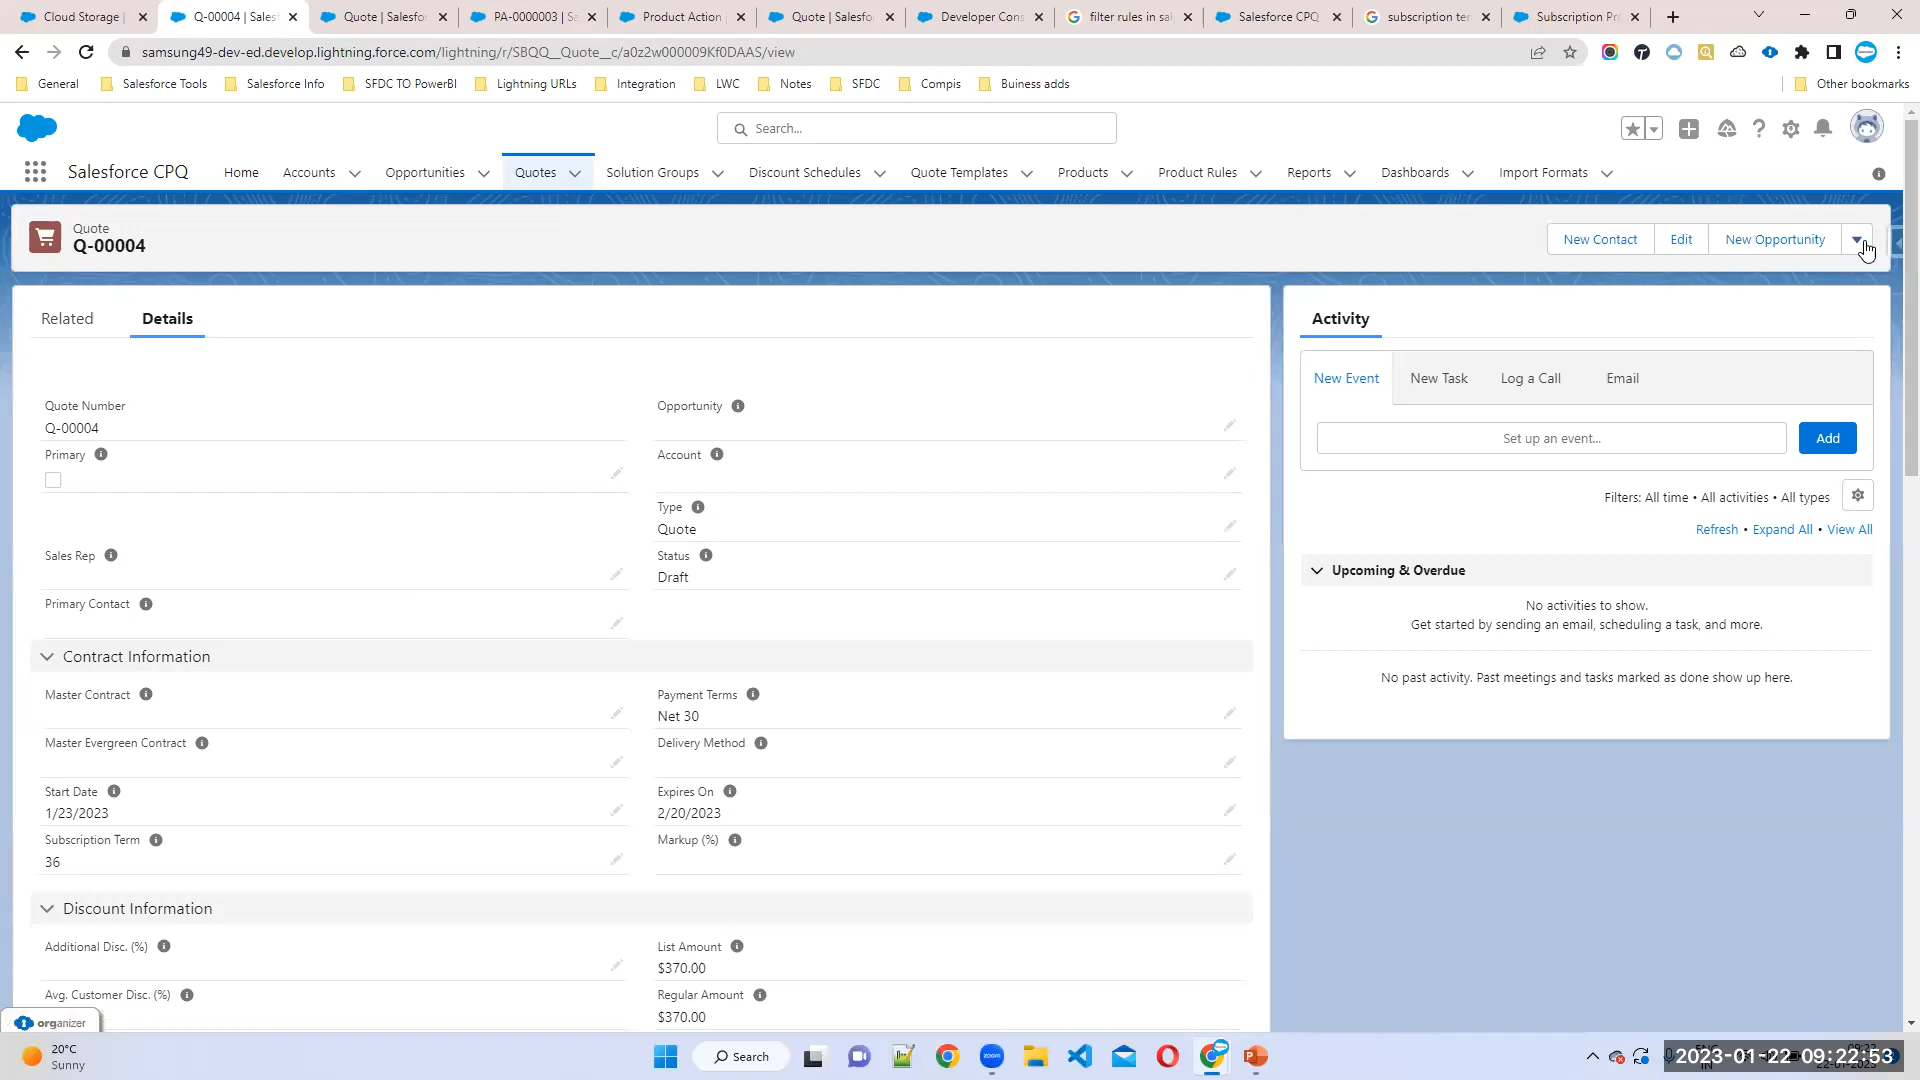 Cloud Storage |
Q-00004 | Sales
Quote | Salesfor
PA-0000003 | S
Product Action |
Quote | Salesfo
Developer Cons
filter rules in sal
Salesforce CPQ
subscription ter
Subscription Pr
samsung49-dev-ed.develop.lightning.force.com/lightning/r/SBQQ__Quote__c/a0z2w000009Kf0DAAS/view
General
Salesforce Tools
Salesforce Info
SFDC TO PowerBI
Lightning URLs
Integration
LWC
Notes
SFDC
Compis
Buiness adds
Other bookmarks
Search...
Salesforce CPQ
Home
Accounts
Opportunities
Quotes
Solution Groups
Discount Schedules
Quote Templates
Products
Product Rules
Reports
Dashboards
Import Formats
Quote
Q-00004
New Contact
Edit
New Opportunity
Related
Details
Quote Number
Q-00004
Opportunity
Primary
Account
Type
Quote
Sales Rep
Status
Draft
Primary Contact
Contract Information
Master Contract
Payment Terms
Net 30
Master Evergreen Contract
Delivery Method
Start Date
1/23/2023
Expires On
2/20/2023
Subscription Term
36
Markup (%)
Discount Information
Additional Disc. (%)
List Amount
$370.00
Avg. Customer Disc. (%)
Regular Amount
$370.00
Activity
New Event
New Task
Log a Call
Email
Set up an event...
Add
Filters: All time • All activities • All types
Refresh • Expand All • View All
Upcoming & Overdue
No activities to show.
Get started by sending an email, scheduling a task, and more.
No past activity. Past meetings and tasks marked as done show up here.
organizer
20°C
Sunny
Search
zoom
2023-01-22 09:22:53